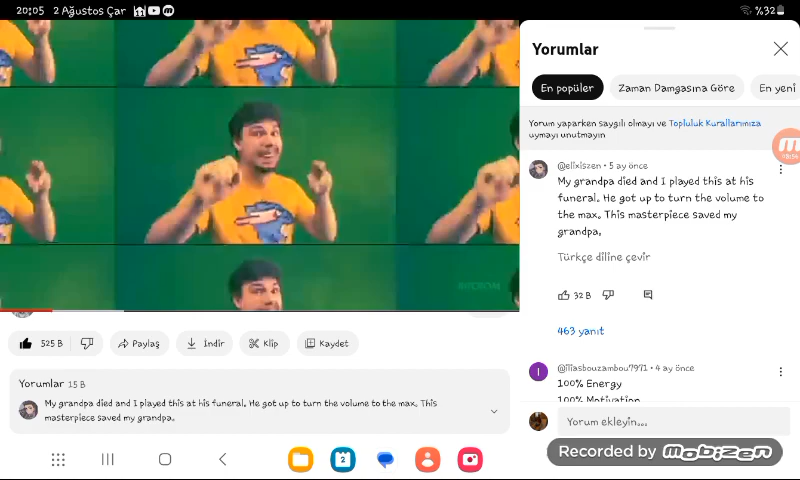 20:05 2 Ağustos Çar
%32
Yorumlar
En popüler
Zaman Damgasına Göre
En yeni
Yorum yaparken saygılı olmayı ve Topluluk Kurallarımıza
uymayı unutmayın
@elixiszen • 5 ay önce
My grandpa died and I played this at his
funeral. He got up to turn the volume to
the max. This masterpiece saved my
grandpa.
Türkçe diline çevir
32 B
463 yanıt
@iliasbouzambou7971 • 4 ay önce
100% Energy
100% Motivation
Yorum ekleyin...
525 B
Paylaş
İndir
Klip
Kaydet
Yorumlar 15 B
My grandpa died and I played this at his funeral. He got up to turn the volume to the max. This
masterpiece saved my grandpa.
2
Recorded by mobizen